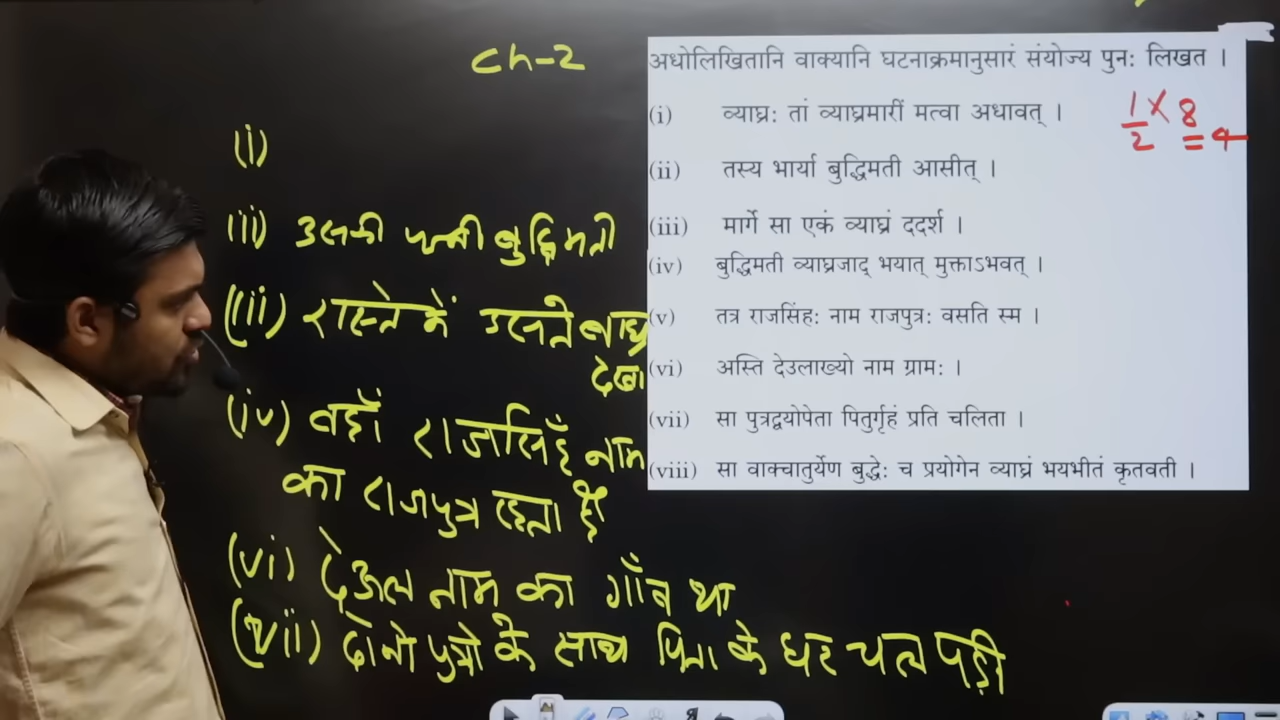 ch-2
अधोलिखितानि वाक्यानि घटनाक्रमानुसारं संयोज्य पुनः लिखत ।
(i) व्याघ्रः तां व्याघ्रमारीं मत्वा अधावत् ।
1/2 × 8 = 4
(ii) तस्य भार्या बुद्धिमती आसीत् ।
(iii) मार्गे सा एकं व्याघ्रं ददर्श ।
(iv) बुद्धिमती व्याघ्रजाद् भयात् मुक्ताऽभवत् ।
(v) तत्र राजसिंहः नाम राजपुत्रः वसति स्म ।
(vi) अस्ति देउलाख्यो नाम ग्रामः ।
(vii) सा पुत्रद्वयोपेता पितुर्गृहं प्रति चलिता ।
(viii) सा वाक्चातुर्येण बुद्धेः च प्रयोगेन व्याघ्रं भयभीतं कृतवती ।
(i)
(ii) उसकी पत्नी बुद्धिमती
(iii) रास्ते में उसने बाघ
देखा
(iv) वहाँ राजसिंह नाम
का राजपुत्र रहता है
(vi) देऊल नाम का गाँव था
(vii) दोनो पुत्रो के साथ पिता के घर चल पड़ी